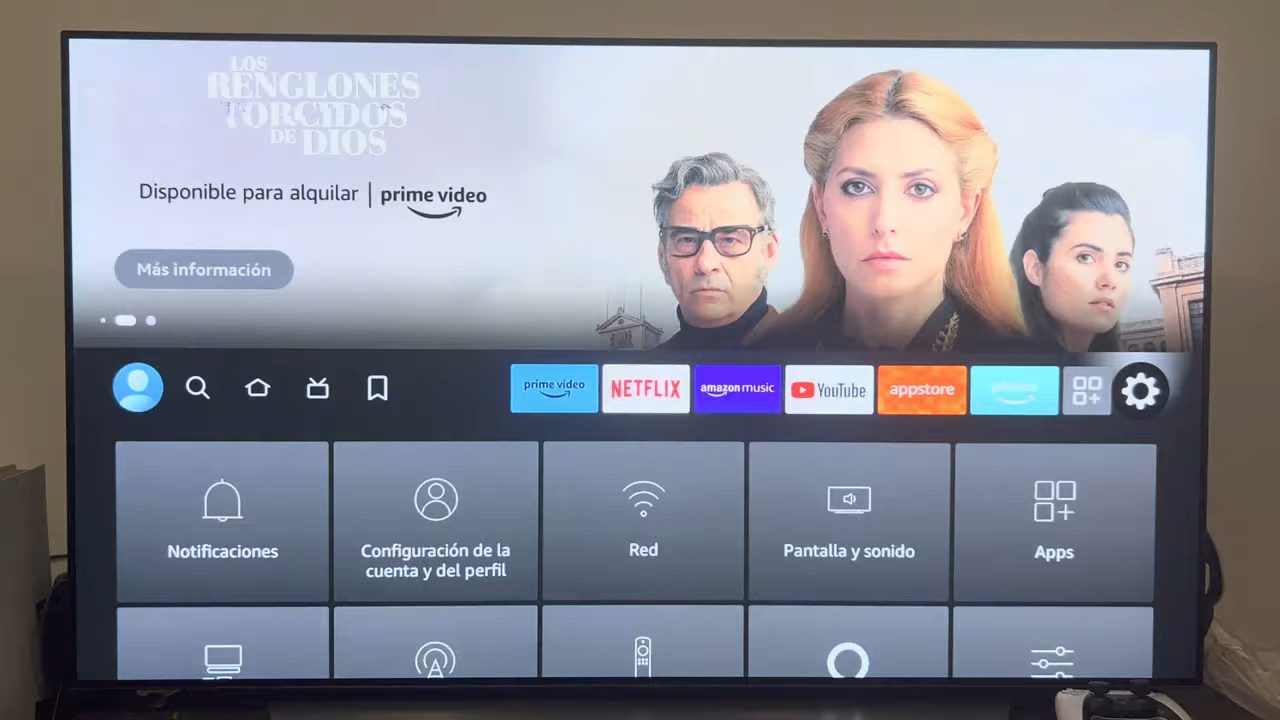 LOS
RENGLONES
TORCIDOS
DE DIOS
Disponible para alquilar | prime video
Más información
prime video
NETFLIX
amazon music
YouTube
appstore
photos
Notificaciones
Configuración de la
cuenta y del perfil
Red
Pantalla y sonido
Apps